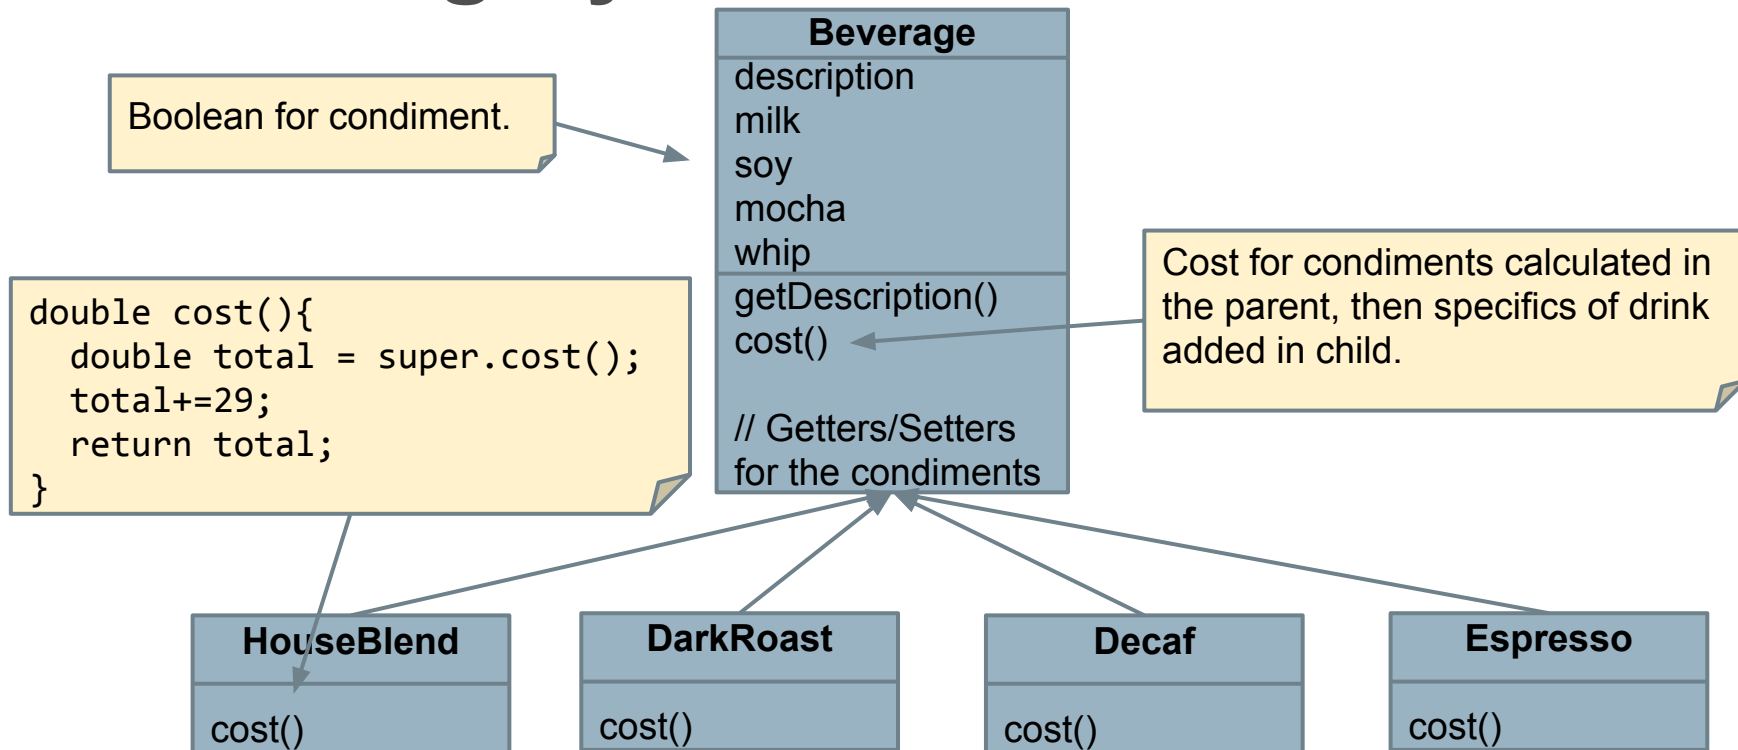 Beverage
description
milk
soy
mocha
whip
getDescription()
cost()
// Getters/Setters
for the condiments
Boolean for condiment.
double cost(){
  double total = super.cost();
  total+=29;
  return total;
}
Cost for condiments calculated in
the parent, then specifics of drink
added in child.
HouseBlend
cost()
DarkRoast
cost()
Decaf
cost()
Espresso
cost()